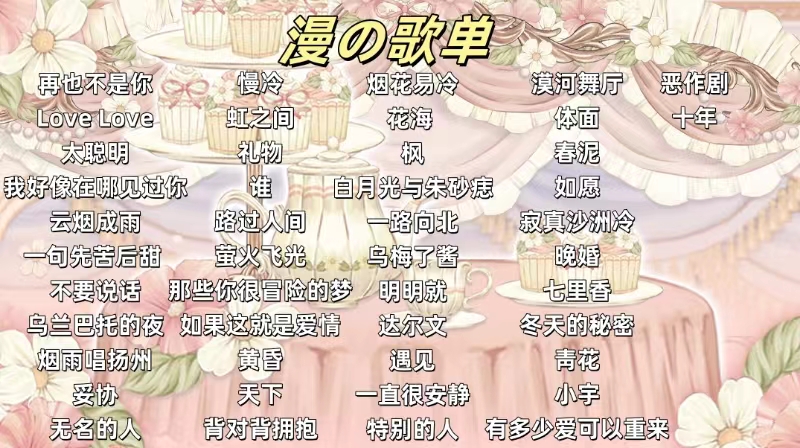 漫の歌单
再也不是你 慢冷 烟花易冷 漠河舞厅 恶作剧
Love Love 虹之间 花海 体面 十年
太聪明 礼物 枫 春泥
我好像在哪见过你 谁 白月光与朱砂痣 如愿
云烟成雨 路过人间 一路向北 寂寞沙洲冷
一句先苦后甜 萤火飞光 乌梅了酱 晚婚
不要说话 那些你很冒险的梦 明明就 七里香
乌兰巴托的夜 如果这就是爱情 达尔文 冬天的秘密
烟雨唱扬州 黄昏 遇见 青花
妥协 天下 一直很安静 小宇
无名的人 背对背拥抱 特别的人 有多少爱可以重来